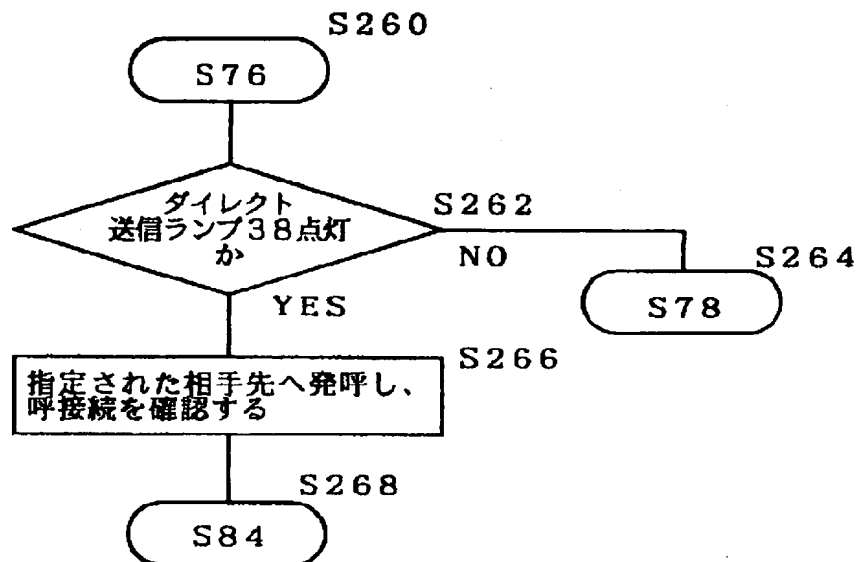 S260
S76
ダイレクト
送信ランプ38点灯
か
S262
NO
S264
S78
YES
S266
指定された相手先へ発呼し、
呼接続を確認する
S268
S84